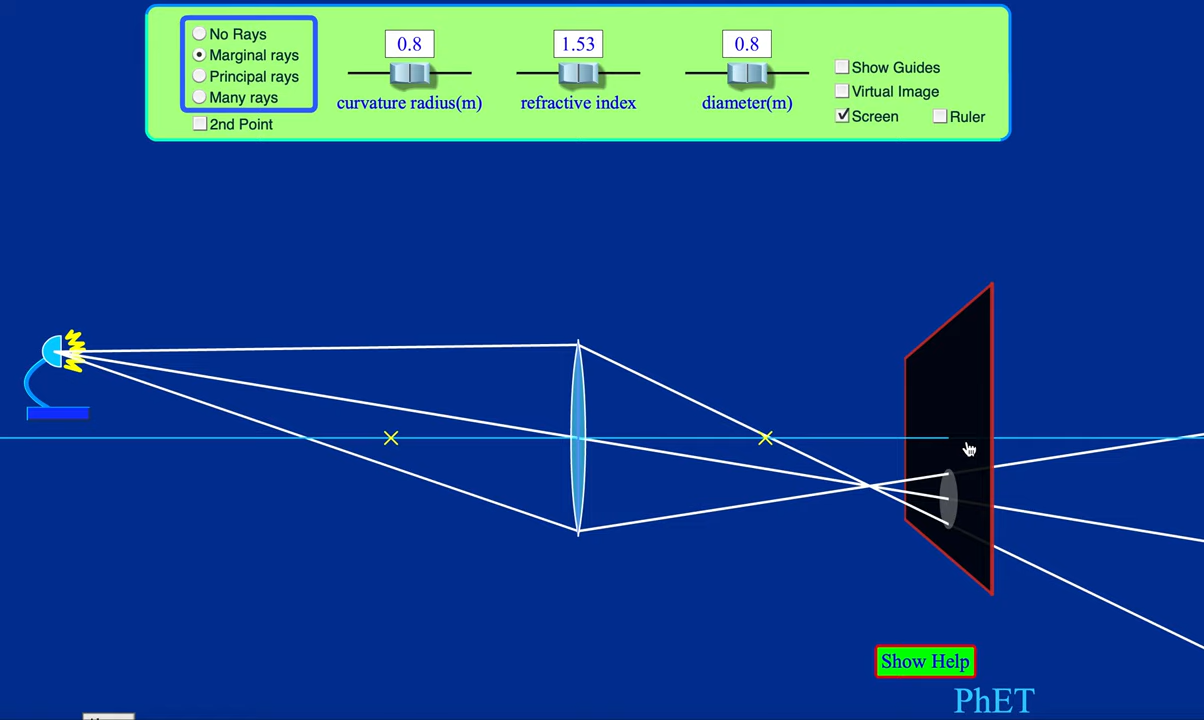 No Rays
Marginal rays
Principal rays
Many rays
2nd Point
0.8
curvature radius(m)
1.53
refractive index
0.8
diameter(m)
Show Guides
Virtual Image
Screen
Ruler
Show Help
PhET